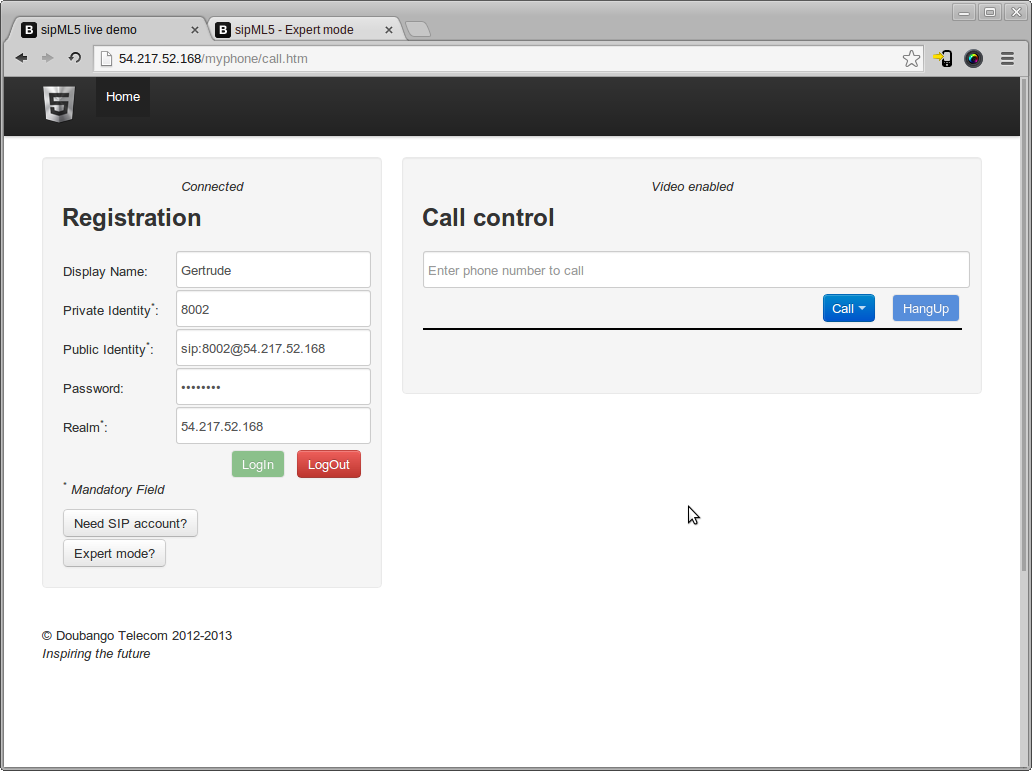 sipML5 live demo
sipML5 - Expert mode
54.217.52.168/myphone/call.htm
Home
Connected
Registration
Display Name: Gertrude
Private Identity*: 8002
Public Identity*: sip:8002@54.217.52.168
Password: ••••••••
Realm*: 54.217.52.168
LogIn LogOut
* Mandatory Field
Need SIP account?
Expert mode?
Video enabled
Call control
Enter phone number to call
Call HangUp
© Doubango Telecom 2012-2013
Inspiring the future